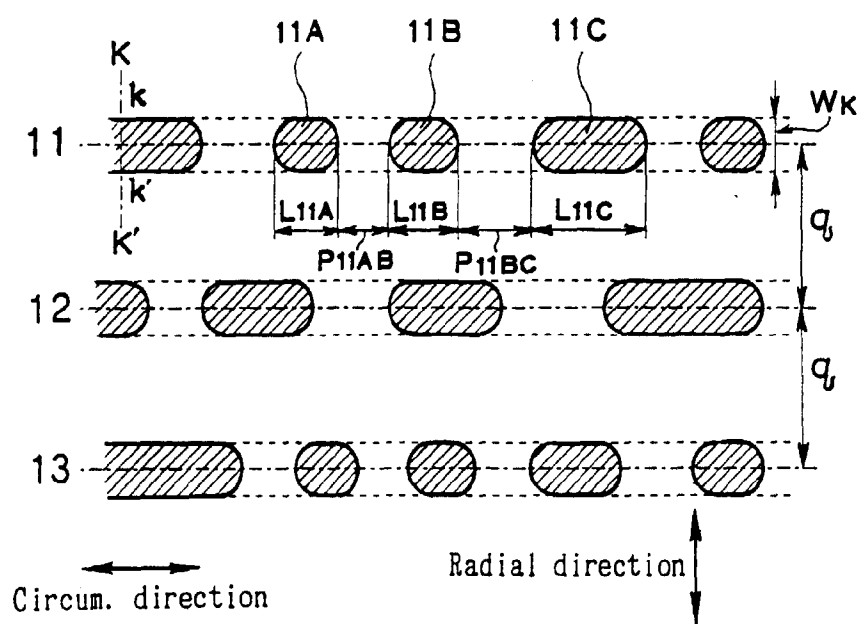 K
11A
11B
11C
k
WK
11
k'
K'
L11A
L11B
L11C
P11AB
P11BC
q
12
q
13
Radial direction
Circum. direction